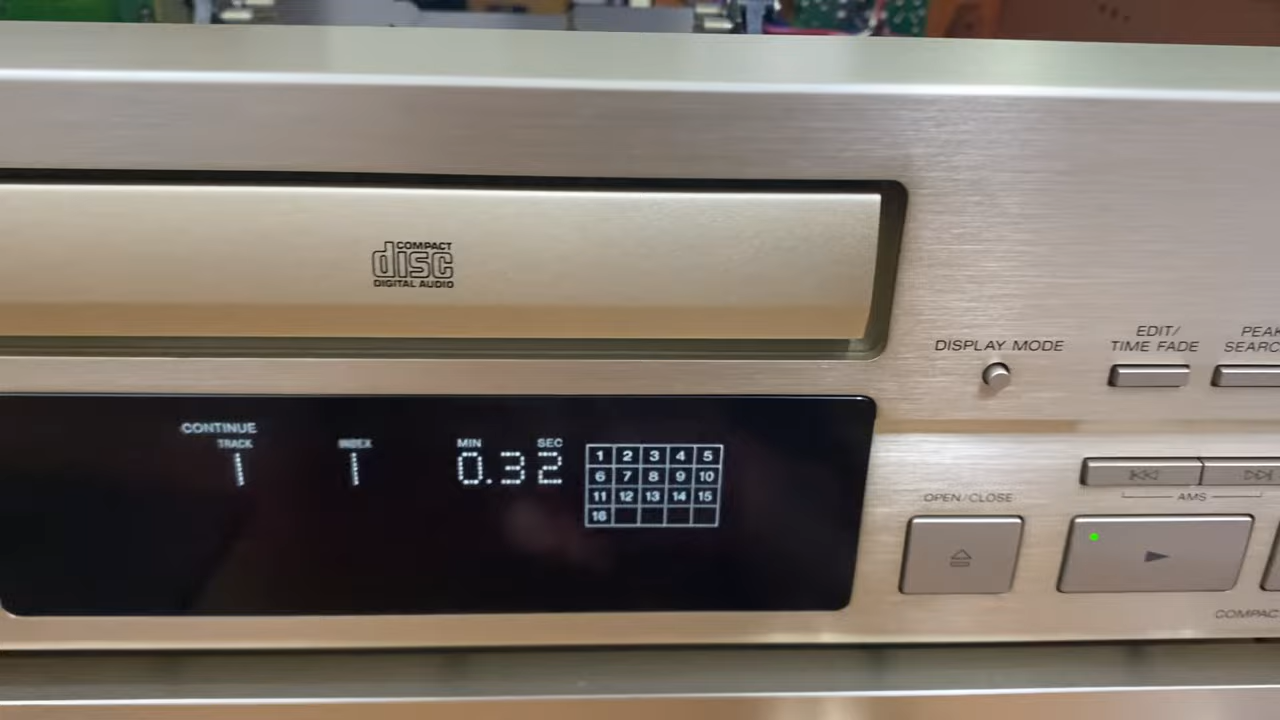 COMPACT
disc
DIGITAL AUDIO
DISPLAY MODE
EDIT/
TIME FADE
PEAK
SEARC
CONTINUE
TRACK INDEX MIN SEC
1 1 0.32
1 2 3 4 5
6 7 8 9 10
11 12 13 14 15
16
AMS
OPEN/CLOSE
COMPAC